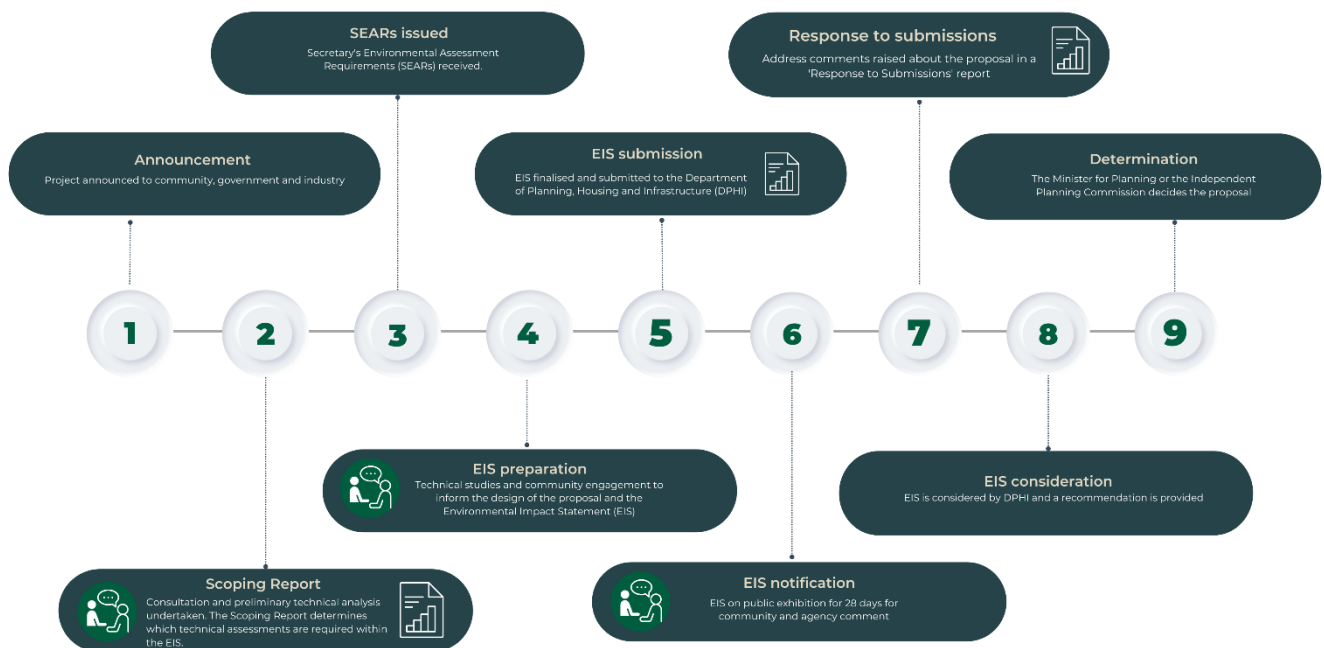 1
Announcement
Project announced to community, government and industry
2
Scoping Report
Consultation and preliminary technical analysis
undertaken. The Scoping Report determines
which technical assessments are required within
the EIS.
3
SEARs issued
Secretary's Environmental Assessment
Requirements (SEARs) received.
4
EIS preparation
Technical studies and community engagement to
inform the design of the proposal and the
Environmental Impact Statement (EIS)
5
EIS submission
EIS finalised and submitted to the Department
of Planning, Housing and Infrastructure (DPHI)
6
EIS notification
EIS on public exhibition for 28 days for
community and agency comment
7
Response to submissions
Address comments raised about the proposal in a
'Response to Submissions' report
8
EIS consideration
EIS is considered by DPHI and a recommendation is provided
9
Determination
The Minister for Planning or the Independent
Planning Commission decides the proposal